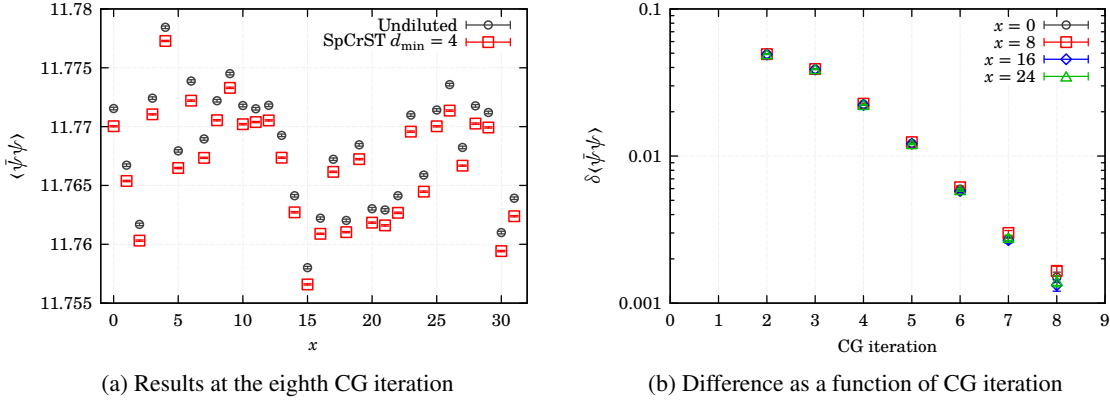 11.78
11.775
11.77
11.765
11.76
11.755
⟨ψ̄ψ⟩
Undiluted
SpCrST d_min = 4
0 5 10 15 20 25 30
x
(a) Results at the eighth CG iteration
0.1
0.01
0.001
δ⟨ψ̄ψ⟩
x = 0
x = 8
x = 16
x = 24
0 1 2 3 4 5 6 7 8 9
CG iteration
(b) Difference as a function of CG iteration